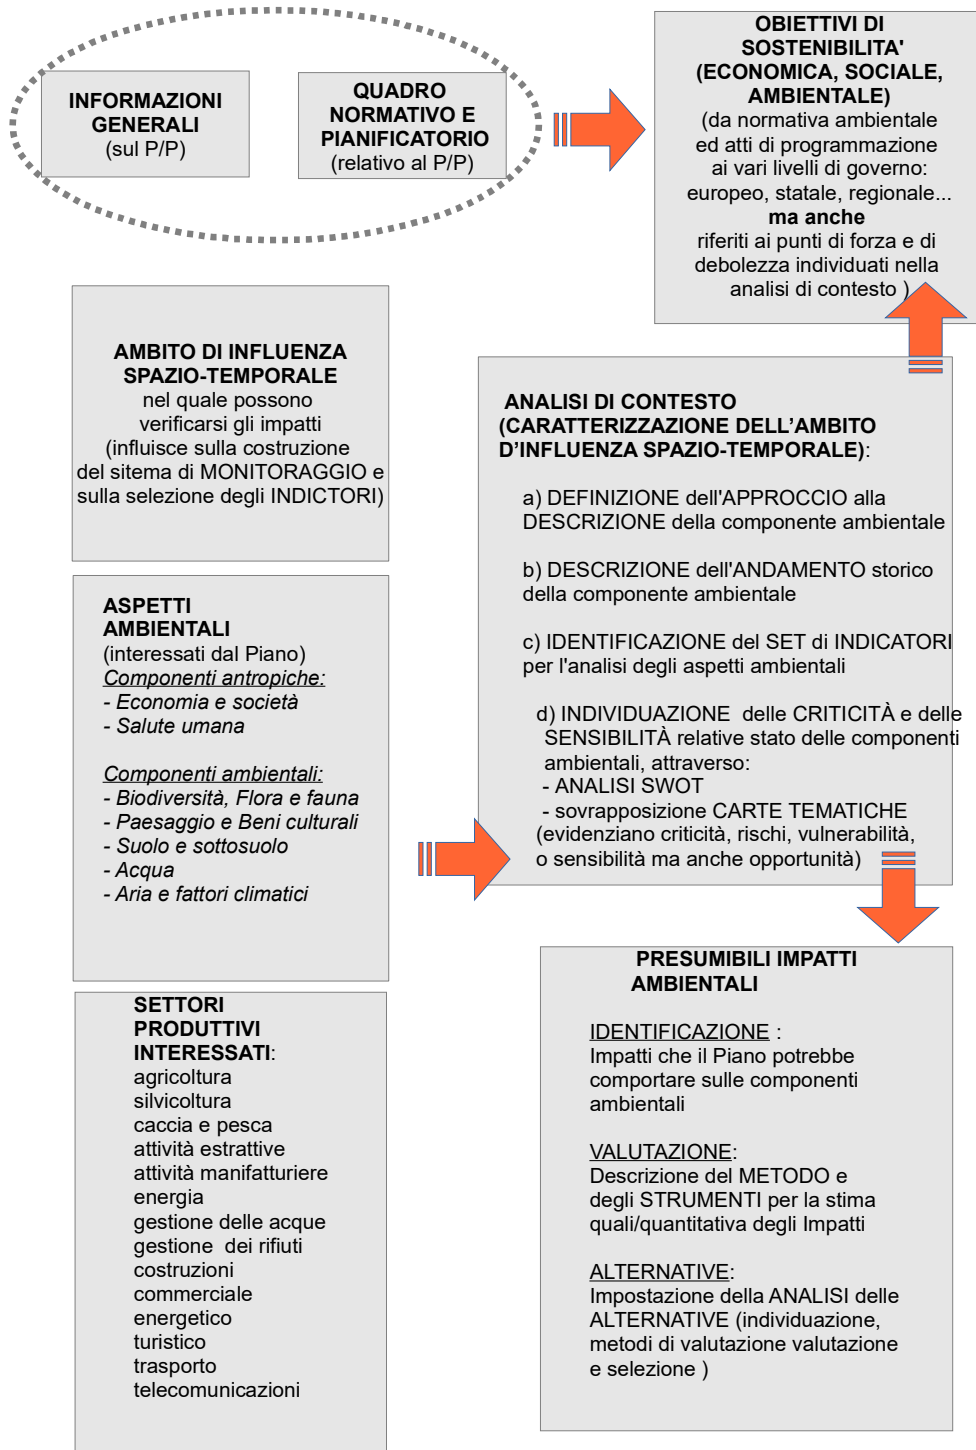 INFORMAZIONI
GENERALI
(sul P/P)
QUADRO
NORMATIVO E
PIANIFICATORIO
(relativo al P/P)
OBIETTIVI DI
SOSTENIBILITA'
(ECONOMICA, SOCIALE,
AMBIENTALE)
(da normativa ambientale
ed atti di programmazione
ai vari livelli di governo:
europeo, statale, regionale...
ma anche
riferiti ai punti di forza e di
debolezza individuati nella
analisi di contesto )
AMBITO DI INFLUENZA
SPAZIO-TEMPORALE
nel quale possono
verificarsi gli impatti
(influisce sulla costruzione
del sitema di MONITORAGGIO e
sulla selezione degli INDICTORI)
ASPETTI
AMBIENTALI
(interessati dal Piano)
Componenti antropiche:
- Economia e società
- Salute umana
Componenti ambientali:
- Biodiversità, Flora e fauna
- Paesaggio e Beni culturali
- Suolo e sottosuolo
- Acqua
- Aria e fattori climatici
SETTORI
PRODUTTIVI
INTERESSATI:
agricoltura
silvicoltura
caccia e pesca
attività estrattive
attività manifatturiere
energia
gestione delle acque
gestione  dei rifiuti
costruzioni
commerciale
energetico
turistico
trasporto
telecomunicazioni
ANALISI DI CONTESTO
(CARATTERIZZAZIONE DELL'AMBITO
D'INFLUENZA SPAZIO-TEMPORALE):
a) DEFINIZIONE dell'APPROCCIO alla
DESCRIZIONE della componente ambientale
b) DESCRIZIONE dell'ANDAMENTO storico
della componente ambientale
c) IDENTIFICAZIONE del SET di INDICATORI
per l'analisi degli aspetti ambientali
d) INDIVIDUAZIONE  delle CRITICITÀ e delle
SENSIBILITÀ relative stato delle componenti
ambientali, attraverso:
- ANALISI SWOT
- sovrapposizione CARTE TEMATICHE
(evidenziano criticità, rischi, vulnerabilità,
o sensibilità ma anche opportunità)
PRESUMIBILI IMPATTI
AMBIENTALI
IDENTIFICAZIONE :
Impatti che il Piano potrebbe
comportare sulle componenti
ambientali
VALUTAZIONE:
Descrizione del METODO e
degli STRUMENTI per la stima
quali/quantitativa degli Impatti
ALTERNATIVE:
Impostazione della ANALISI delle
ALTERNATIVE (individuazione,
metodi di valutazione valutazione
e selezione )